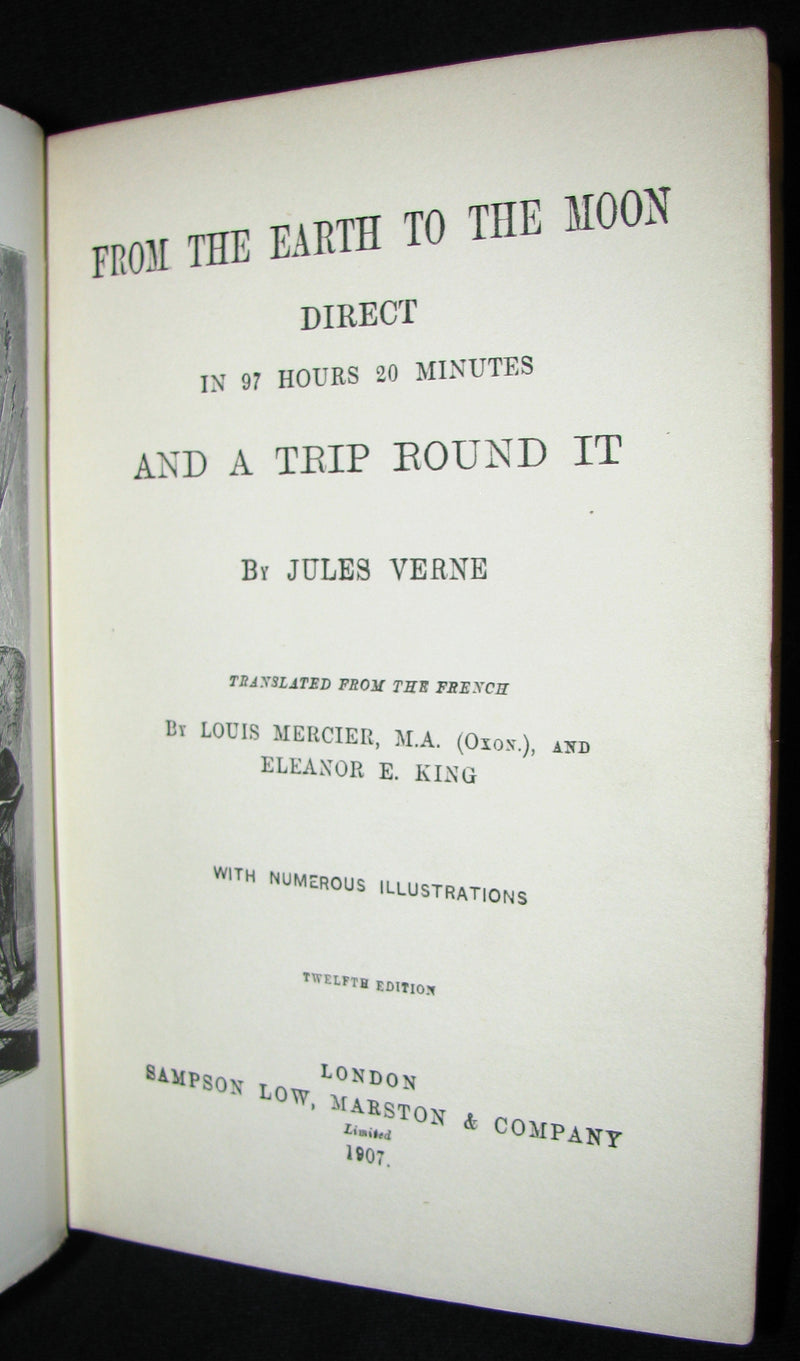 FROM THE EARTH TO THE MOON
DIRECT
IN 97 HOURS 20 MINUTES
AND A TRIP ROUND IT
BY JULES VERNE
TRANSLATED FROM THE FRENCH
BY LOUIS MERCIER, M.A. (OXON.), AND
ELEANOR E. KING
WITH NUMEROUS ILLUSTRATIONS
TWELFTH EDITION
LONDON
SAMPSON LOW, MARSTON & COMPANY
Limited
1907.